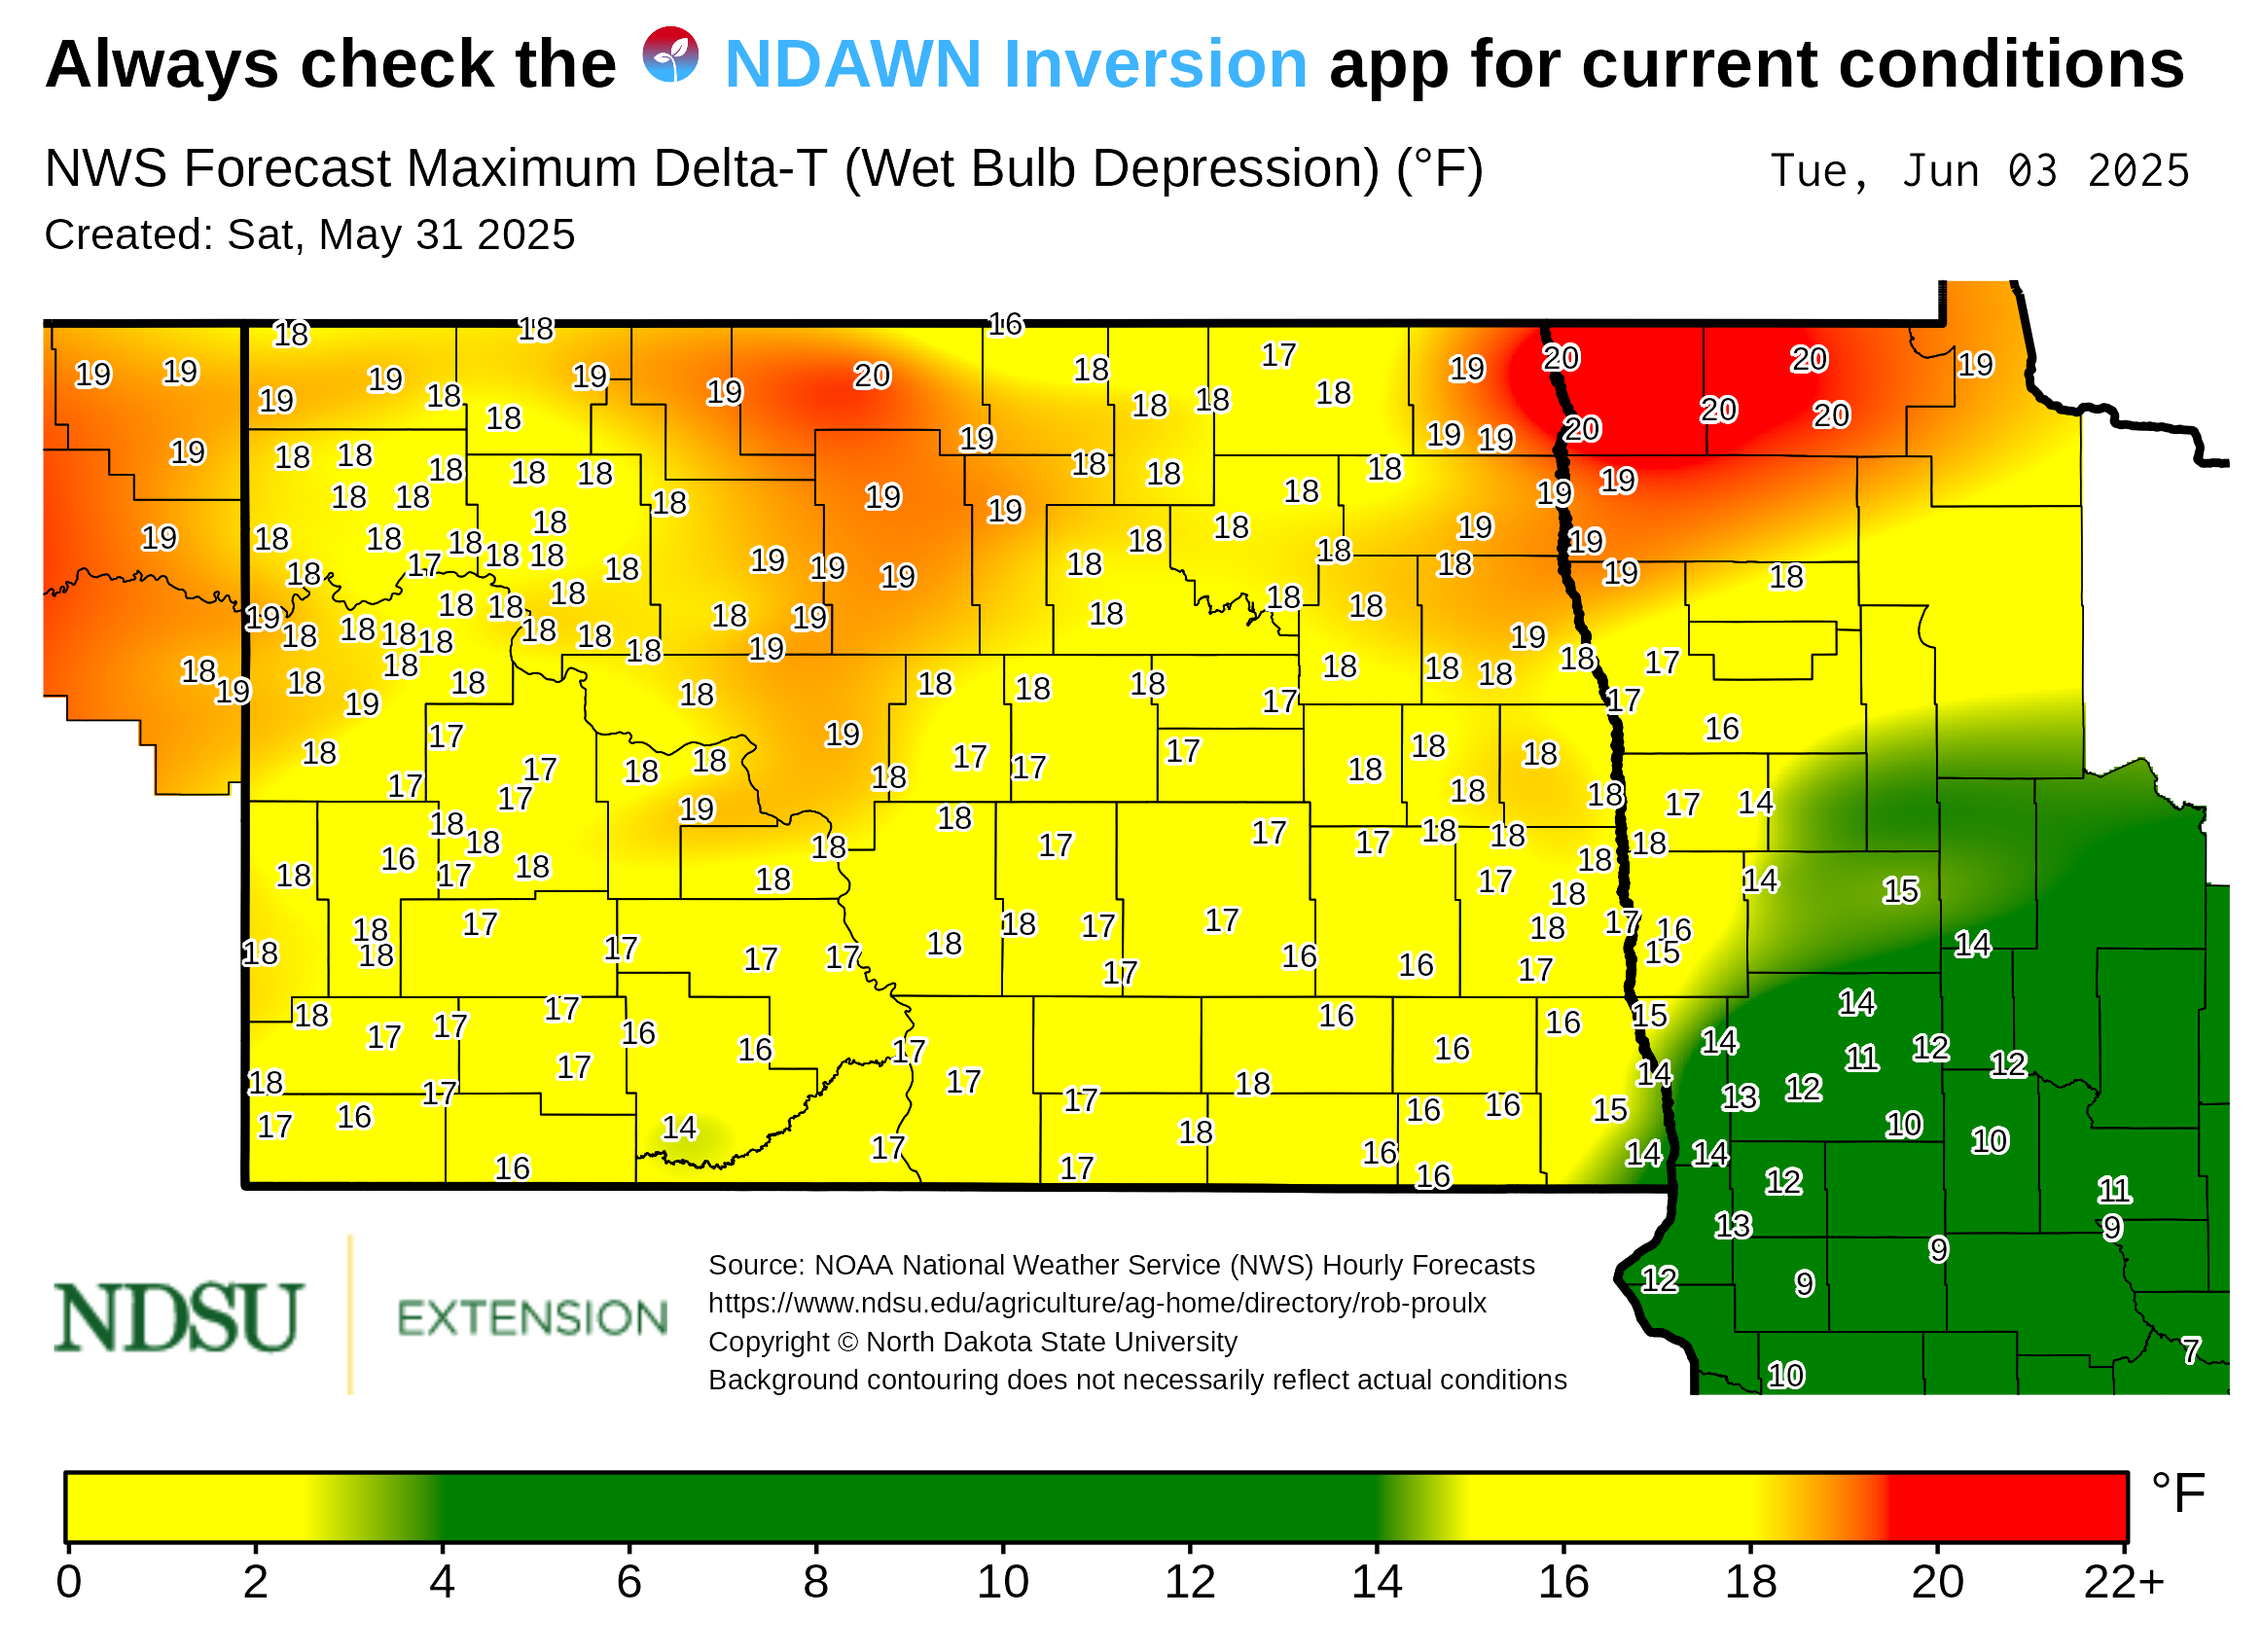 Always check the NDAWN Inversion app for current conditions
NWS Forecast Maximum Delta-T (Wet Bulb Depression) (°F)
Tue, Jun 03 2025
Created: Sat, May 31 2025
18 18 16
19 19 19 18 19 19 20 18 17 19 20 20 19
19 18 18 18 18 18 20 20
19 18 18 18 18 18 19 18 18 18 19 19 20
18 18 18 19 19 18 19 19
19 18 18 18 18 18 18 18 18 19 19
18 17 18 19 19 19 18 18 18 19 18
19 18 18 18 18 19 18 18 18
18 18 18 18 18 18 18 19 19 18
18 19 18 18 18 18 18 18 18 17 18 18 18 17
19 17 17
18 17 18 18 19 17 17 17 18 18 18 16
17 17 17 18 18 18 17 14
19 18
18 18 18 17 17 17 18 18 18
18 16 17 18 18 18 17 18 18 14 15
18 18 18 17 17 17 17 18 18 17 17 16 17 18 17 16 15 14
18 17 17 17 16 16 17 16 16 16 15 14 14
18 17 17 17 18 14 13 12 11 12 12
17 16 14 17 17 18 16 16 15 10 10
16 17 16 16 14 14 12 11
13 9
12 9 9
7
10
NDSU EXTENSION
Source: NOAA National Weather Service (NWS) Hourly Forecasts
https://www.ndsu.edu/agriculture/ag-home/directory/rob-proulx
Copyright © North Dakota State University
Background contouring does not necessarily reflect actual conditions
°F
0 2 4 6 8 10 12 14 16 18 20 22+